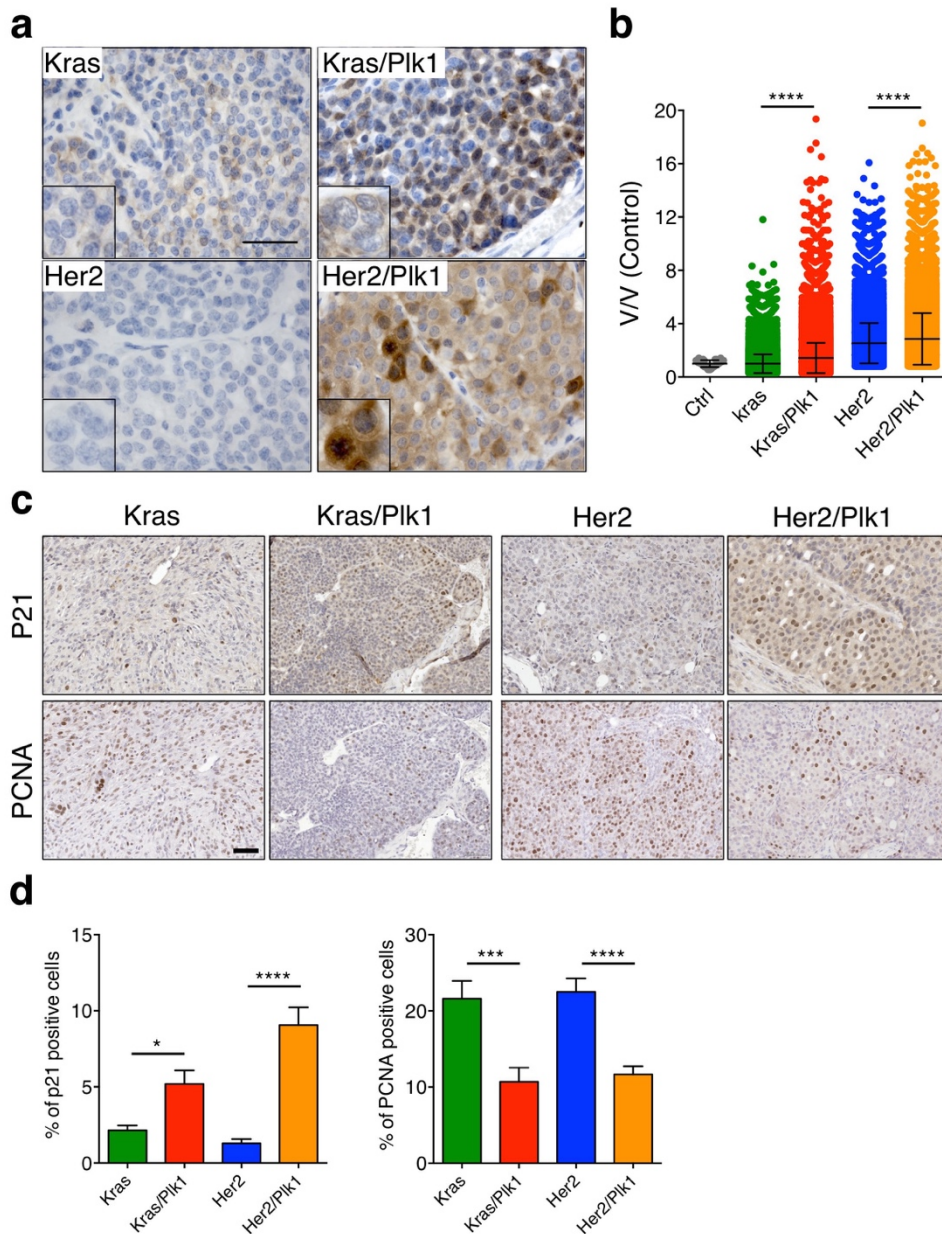 a
Kras
Kras/Plk1
Her2
Her2/Plk1
b
V/V (Control)
20
16
12
8
4
0
****
****
Ctrl
kras
Kras/Plk1
Her2
Her2/Plk1
c
Kras
Kras/Plk1
Her2
Her2/Plk1
P21
PCNA
d
% of p21 positive cells
15
10
5
0
*
****
Kras
Kras/Plk1
Her2
Her2/Plk1
% of PCNA positive cells
30
20
10
0
***
****
Kras
Kras/Plk1
Her2
Her2/Plk1